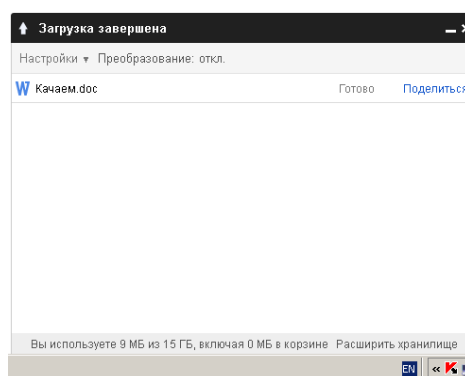 Загрузка завершена
Настройки Преобразование: откл.
W Качаем.doc Готово Поделиться
Вы используете 9 МБ из 15 ГБ, включая 0 МБ в корзине Расширить хранилище
EN «